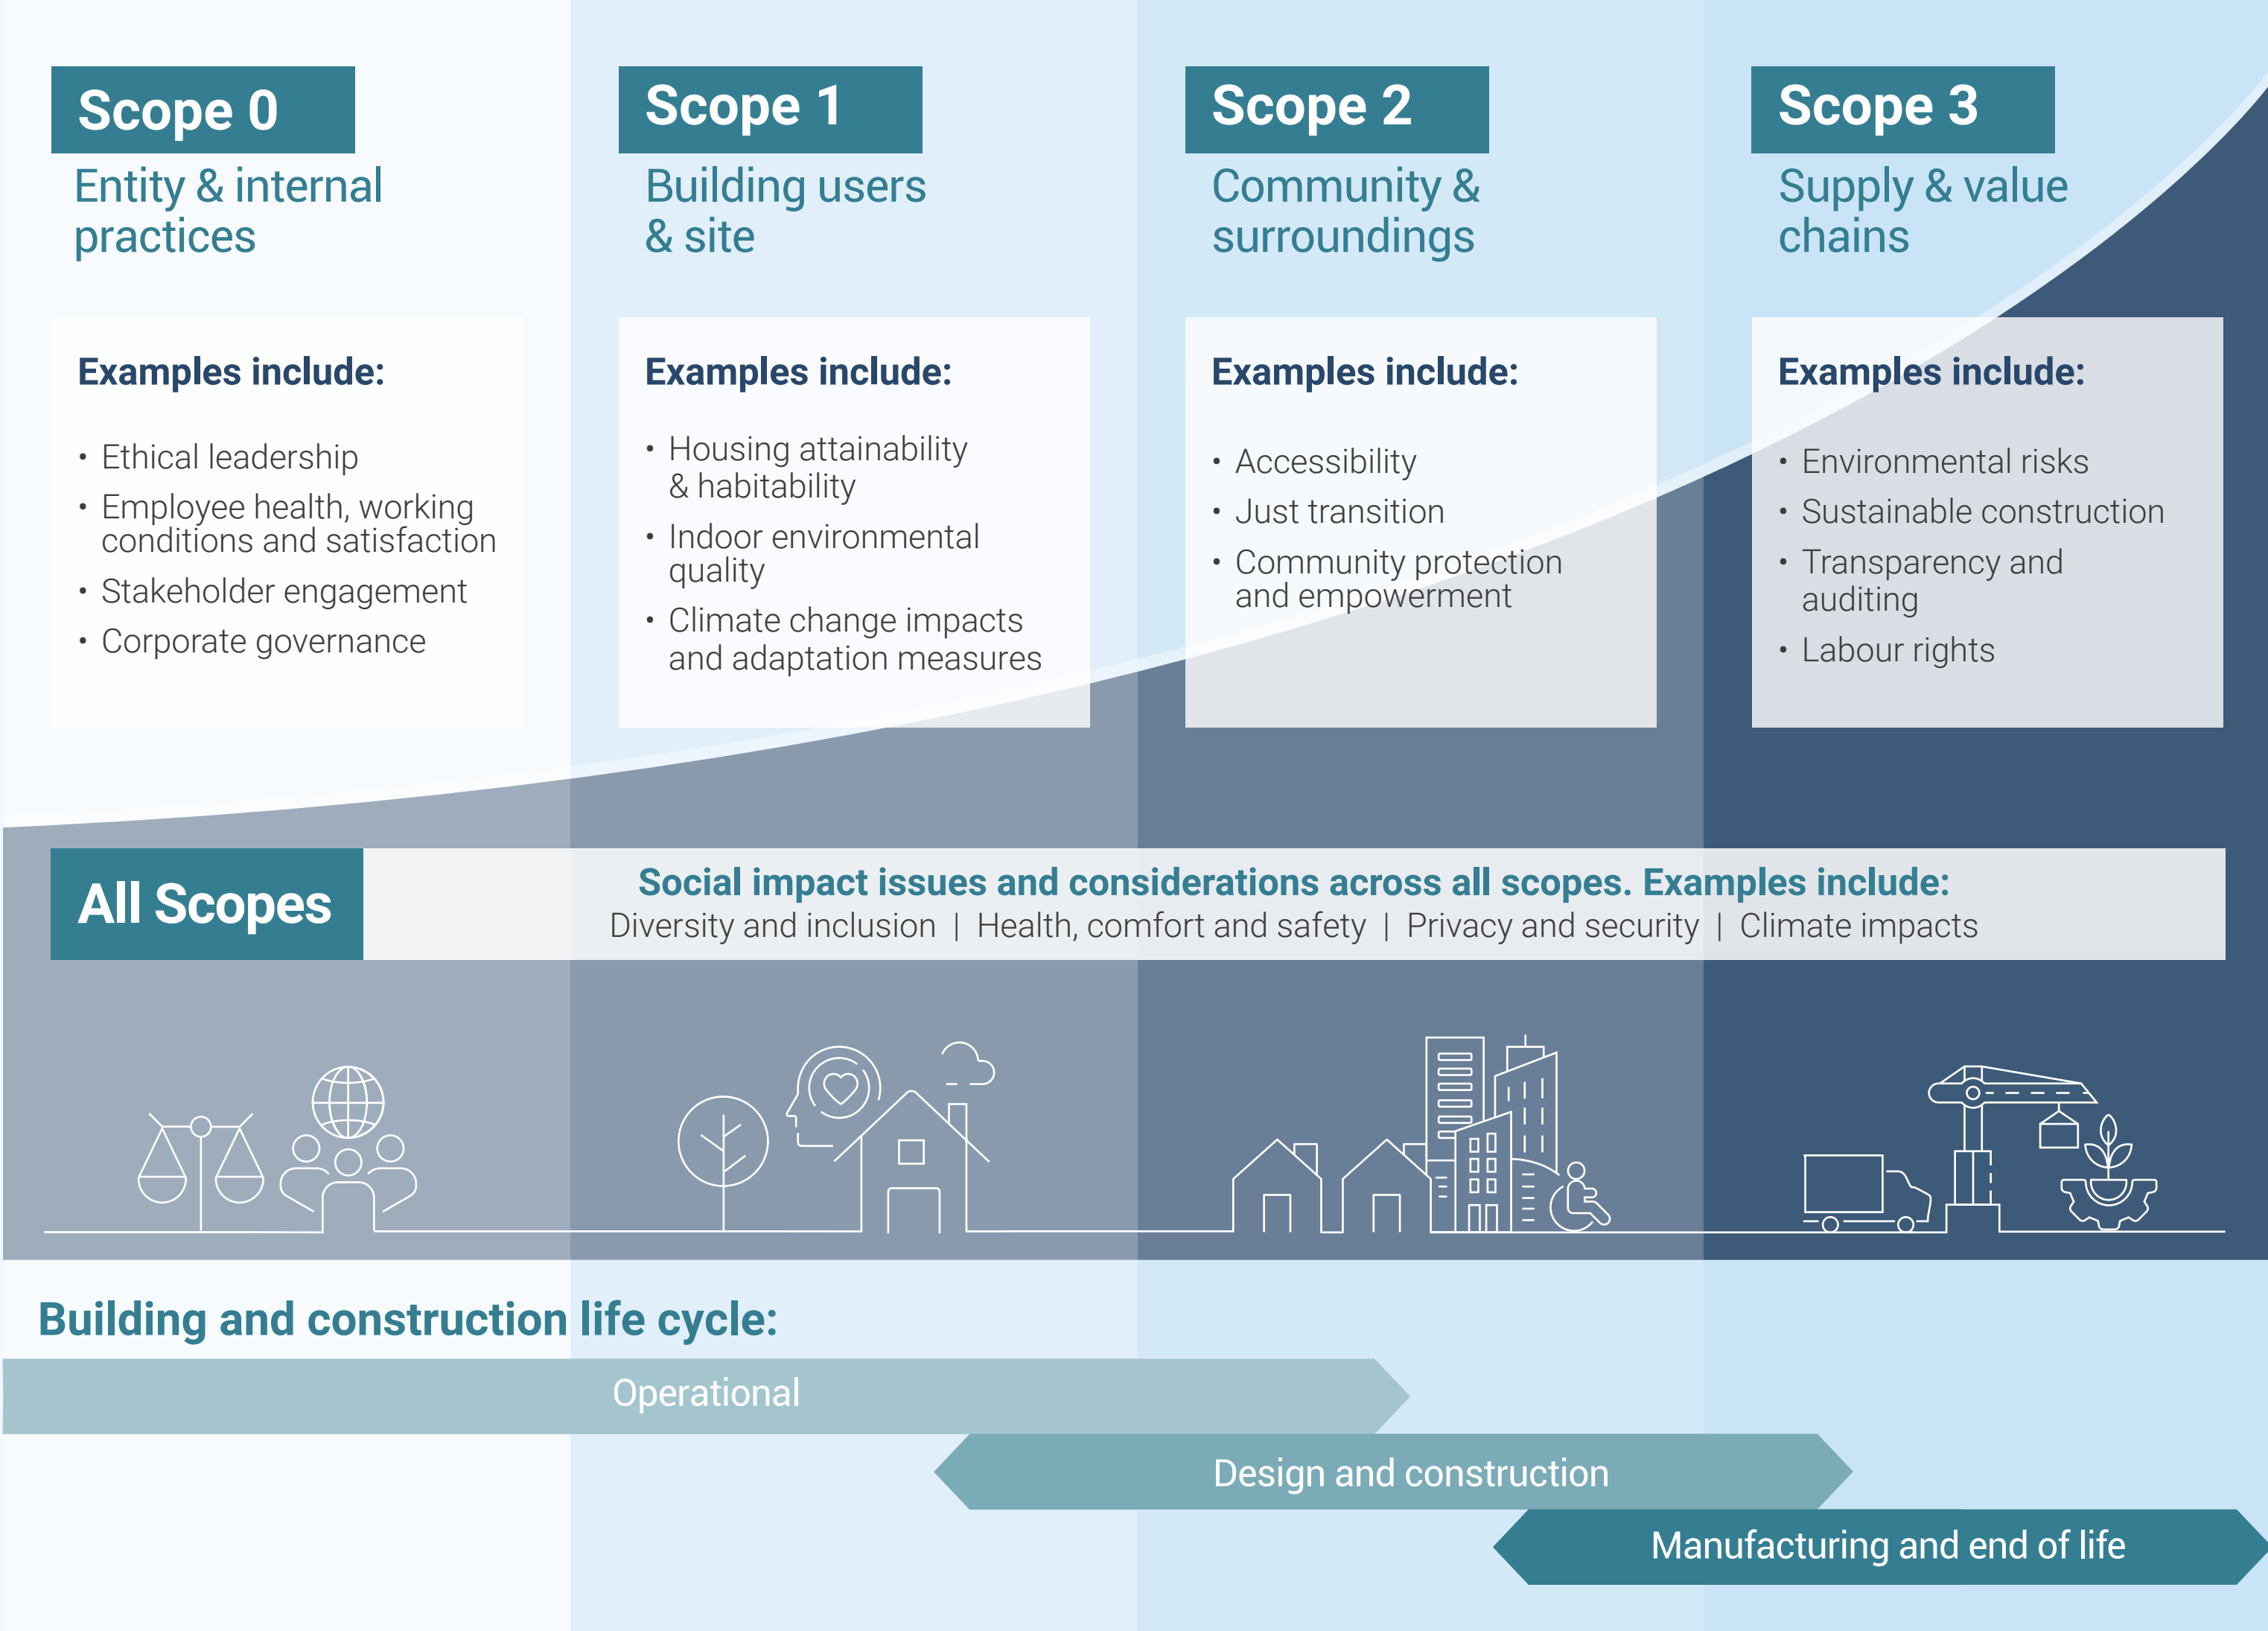 Scope 0
Entity & internal
practices
Examples include:
• Ethical leadership
• Employee health, working
conditions and satisfaction
• Stakeholder engagement
• Corporate governance
Scope 1
Building users
& site
Examples include:
• Housing attainability
& habitability
• Indoor environmental
quality
• Climate change impacts
and adaptation measures
Scope 2
Community &
surroundings
Examples include:
• Accessibility
• Just transition
• Community protection
and empowerment
Scope 3
Supply & value
chains
Examples include:
• Environmental risks
• Sustainable construction
• Transparency and
auditing
• Labour rights
All Scopes
Social impact issues and considerations across all scopes. Examples include:
Diversity and inclusion | Health, comfort and safety | Privacy and security | Climate impacts
Building and construction life cycle:
Operational
Design and construction
Manufacturing and end of life